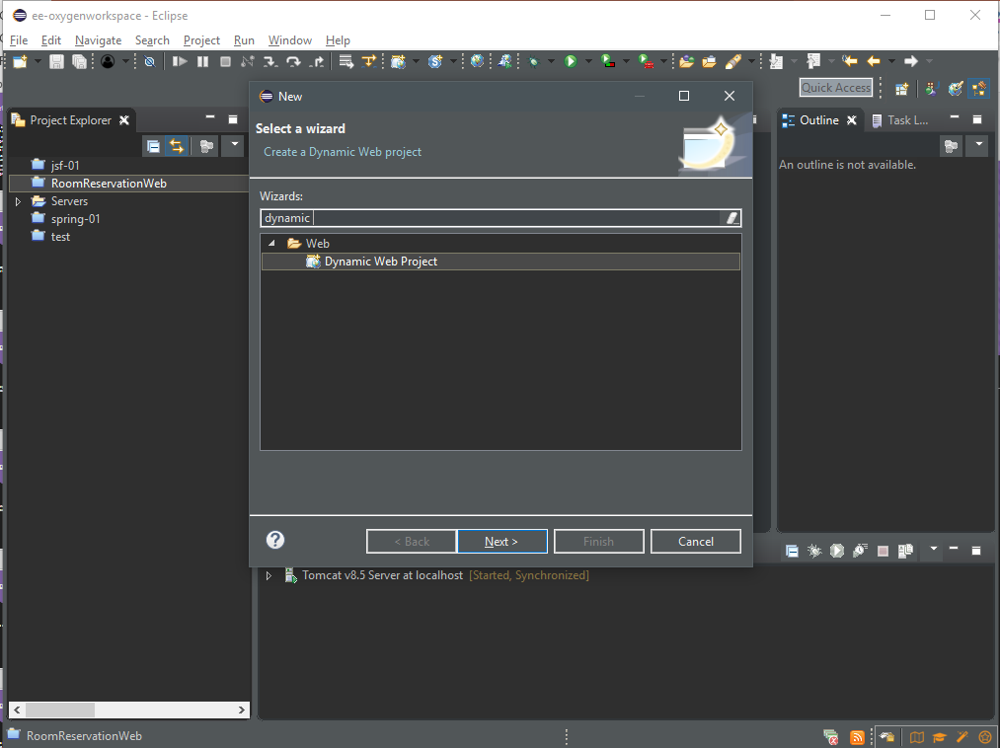 ee-oxygenworkspace - Eclipse
File Edit Navigate Search Project Run Window Help
Quick Access
New
Project Explorer
Select a wizard
Outline
Task L...
Create a Dynamic Web project
jsf-01
An outline is not available.
RoomReservationWeb
Wizards:
Servers
dynamic
spring-01
test
Web
Dynamic Web Project
?
< Back
Next >
Finish
Cancel
Tomcat v8.5 Server at localhost [Started, Synchronized]
RoomReservationWeb